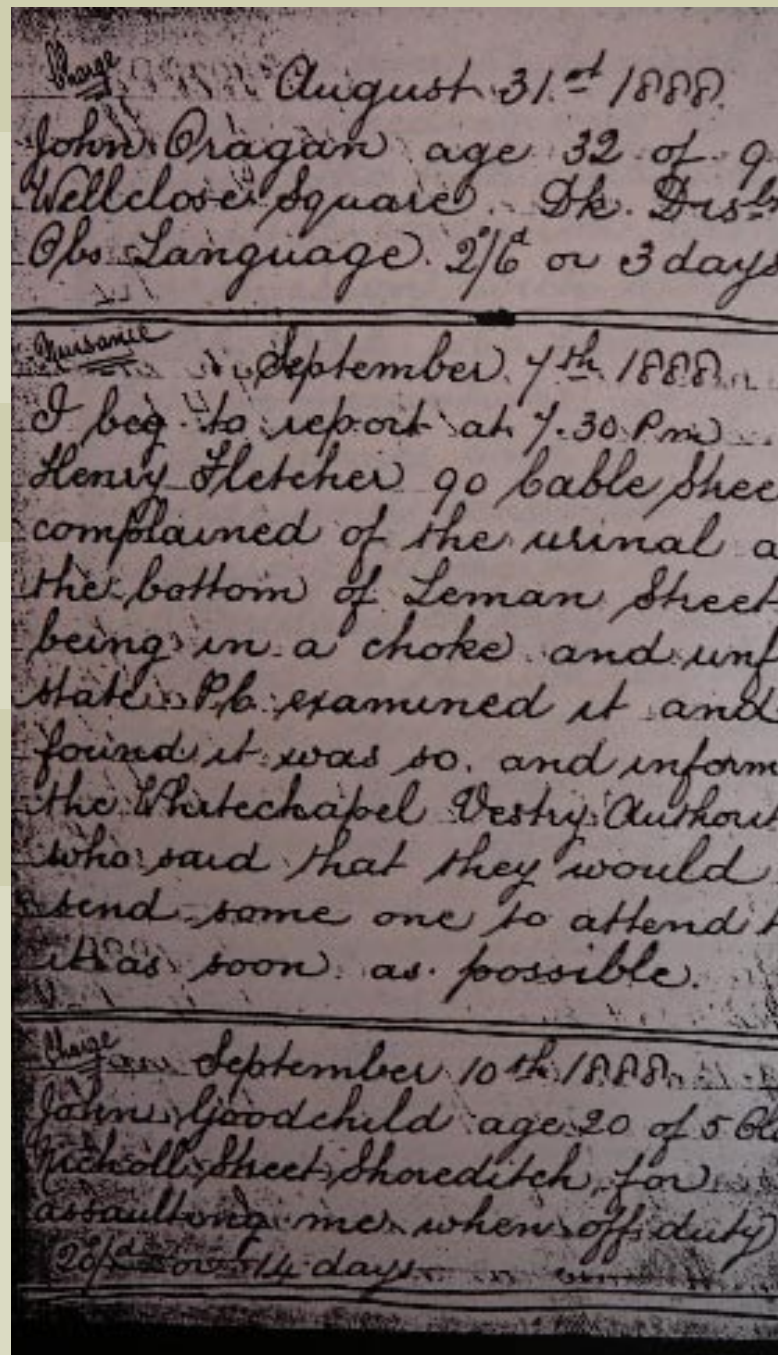 Charge
August 31st 1888.
John Oragan age 32 of 9
Wellclose Square. Dk. Dis
Obs Language. 2/6d or 3 days
Nuisance
September 7th 1888
I beg to report at 7.30 Pm
Henry Fletcher 90 Cable Stree
complained of the urinal a
the bottom of Leman Street
being in a choke and unf
state P.C. examined it and
found it was so. and inform
the Whitechapel Vestry Authori
who said that they would
send some one to attend t
it as soon as possible.
Charge
September 10th 1888.
John Goodchild age 20 of 5
Nicholl Street Shoreditch for
assaulting me when off duty
or 14 days